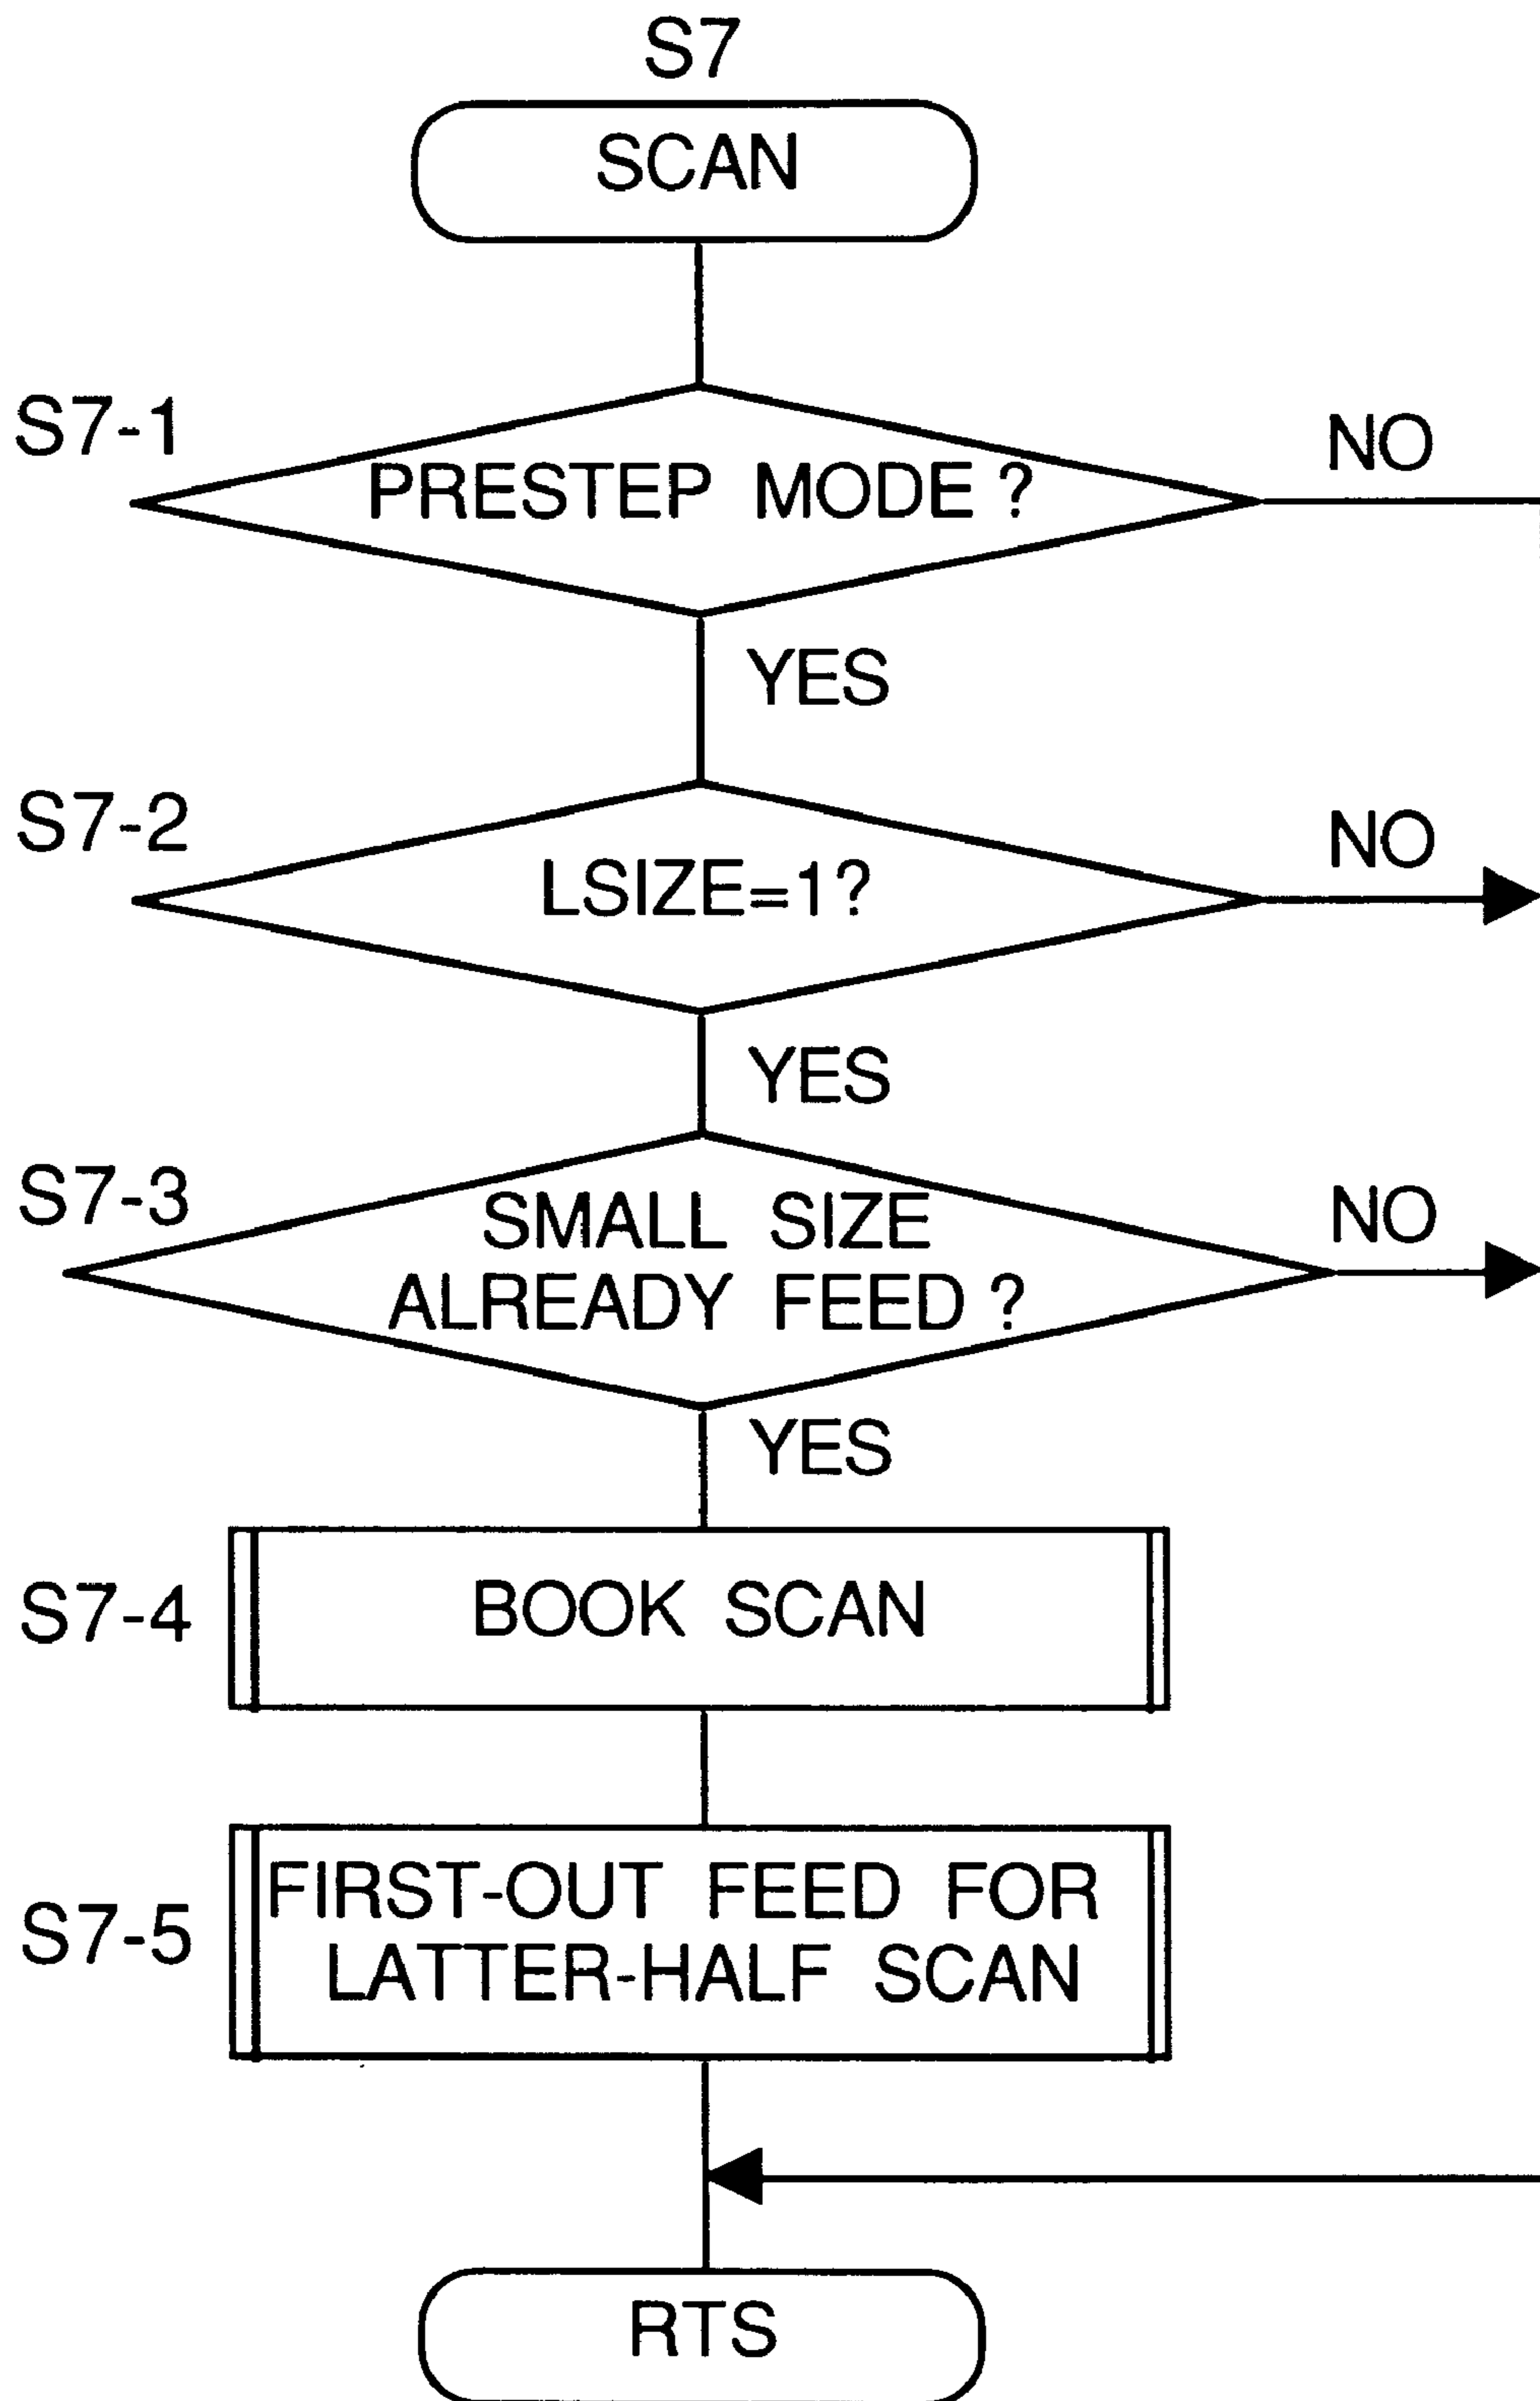 S7
SCAN
S7-1
PRESTEP MODE ?
NO
YES
S7-2
LSIZE=1?
NO
YES
S7-3
SMALL SIZE
ALREADY FEED ?
NO
YES
S7-4
BOOK SCAN
S7-5
FIRST-OUT FEED FOR
LATTER-HALF SCAN
RTS